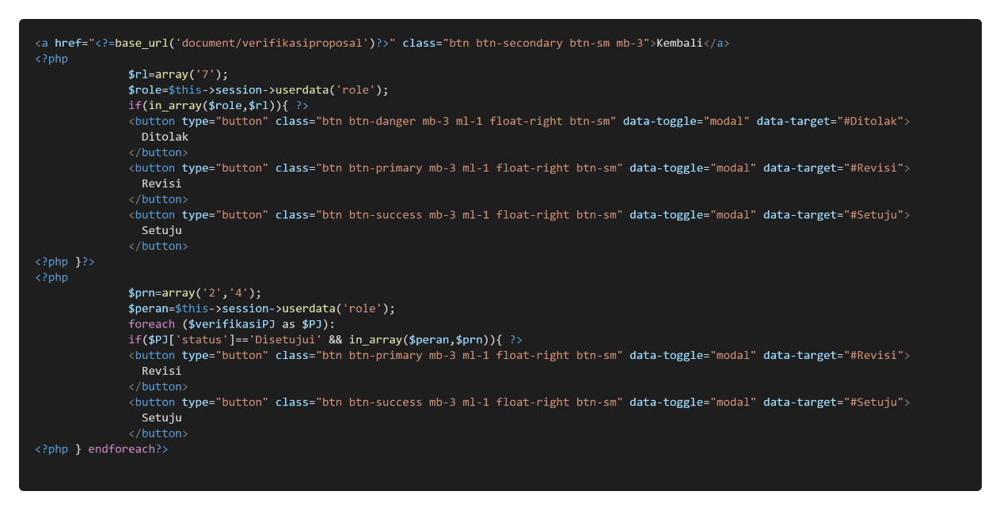 <a href="<?=base_url('document/verifikasiproposal')?>" class="btn btn-secondary btn-sm mb-3">Kembali</a>
<?php
$rl=array('7');
$role=$this->session->userdata('role');
if(in_array($role,$rl)){ ?>
<button type="button" class="btn btn-danger mb-3 ml-1 float-right btn-sm" data-toggle="modal" data-target="#Ditolak">
Ditolak
</button>
<button type="button" class="btn btn-primary mb-3 ml-1 float-right btn-sm" data-toggle="modal" data-target="#Revisi">
Revisi
</button>
<button type="button" class="btn btn-success mb-3 ml-1 float-right btn-sm" data-toggle="modal" data-target="#Setuju">
Setuju
</button>
<?php }?>
<?php
$prn=array('2','4');
$peran=$this->session->userdata('role');
foreach ($verifikasiPJ as $PJ):
if($PJ['status']=='Disetujui' && in_array($peran,$prn)){ ?>
<button type="button" class="btn btn-primary mb-3 ml-1 float-right btn-sm" data-toggle="modal" data-target="#Revisi">
Revisi
</button>
<button type="button" class="btn btn-success mb-3 ml-1 float-right btn-sm" data-toggle="modal" data-target="#Setuju">
Setuju
</button>
<?php } endforeach?>